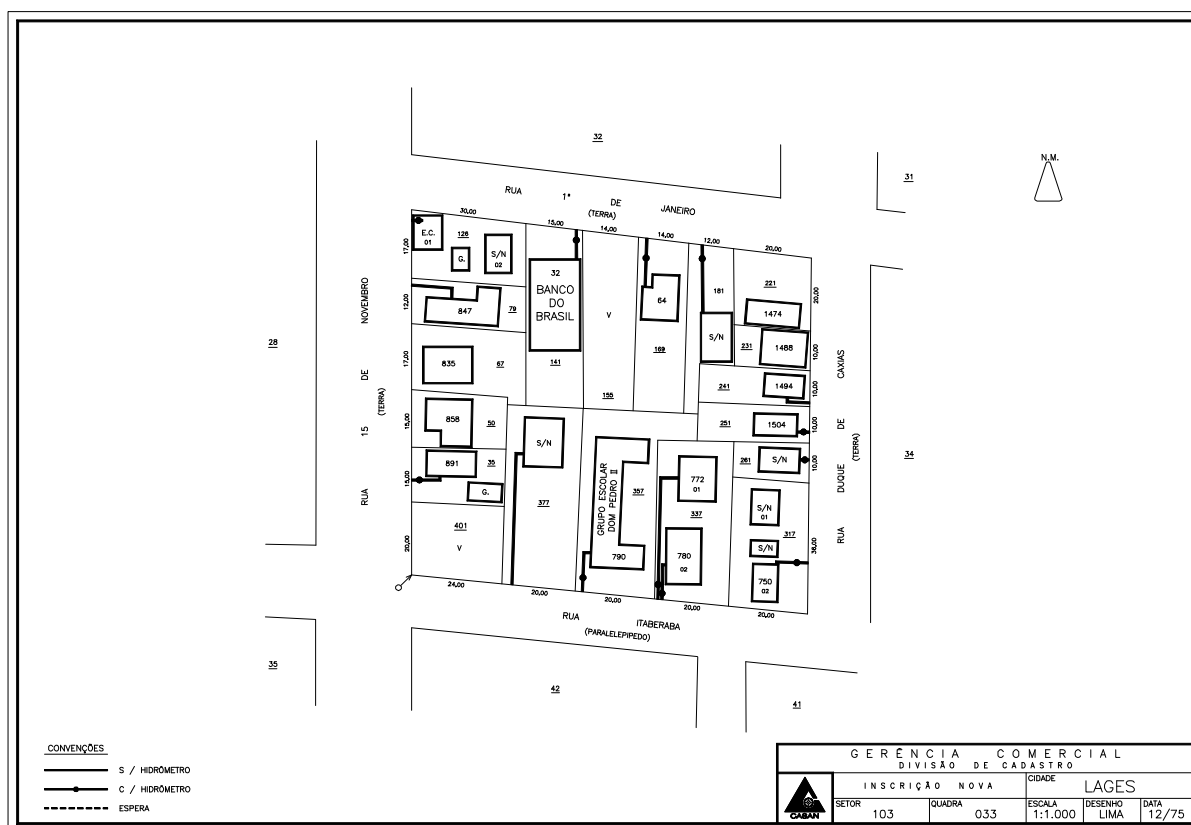 32
31
N.M.
RUA 1° DE JANEIRO
(TERRA)
30,00
15,00
14,00
14,00
12,00
20,00
17,00
E.C.
01
126
G.
S/N
02
32
BANCO
DO
BRASIL
141
V
155
64
169
181
S/N
221
1474
20,00
12,00
847
79
231
1488
10,00
17,00
835
67
241
1494
10,00
15,00
858
50
251
1504
10,00
15,00
891
35
G.
261
S/N
10,00
S/N
377
GRUPO ESCOLAR
DOM PEDRO II
790
357
772
01
337
780
02
S/N
01
317
S/N
750
02
38,00
401
V
20,00
24,00
20,00
20,00
20,00
20,00
RUA 15 DE NOVEMBRO
(TERRA)
RUA DUQUE DE CAXIAS
(TERRA)
RUA ITABERABA
(PARALELEPIPEDO)
28
34
35
42
41
CONVENÇÕES
S / HIDRÔMETRO
C / HIDRÔMETRO
ESPERA
GERÊNCIA COMERCIAL
DIVISÃO DE CADASTRO
CASAN
INSCRIÇÃO NOVA
CIDADE
LAGES
SETOR
103
QUADRA
033
ESCALA
1:1.000
DESENHO
LIMA
DATA
12/75